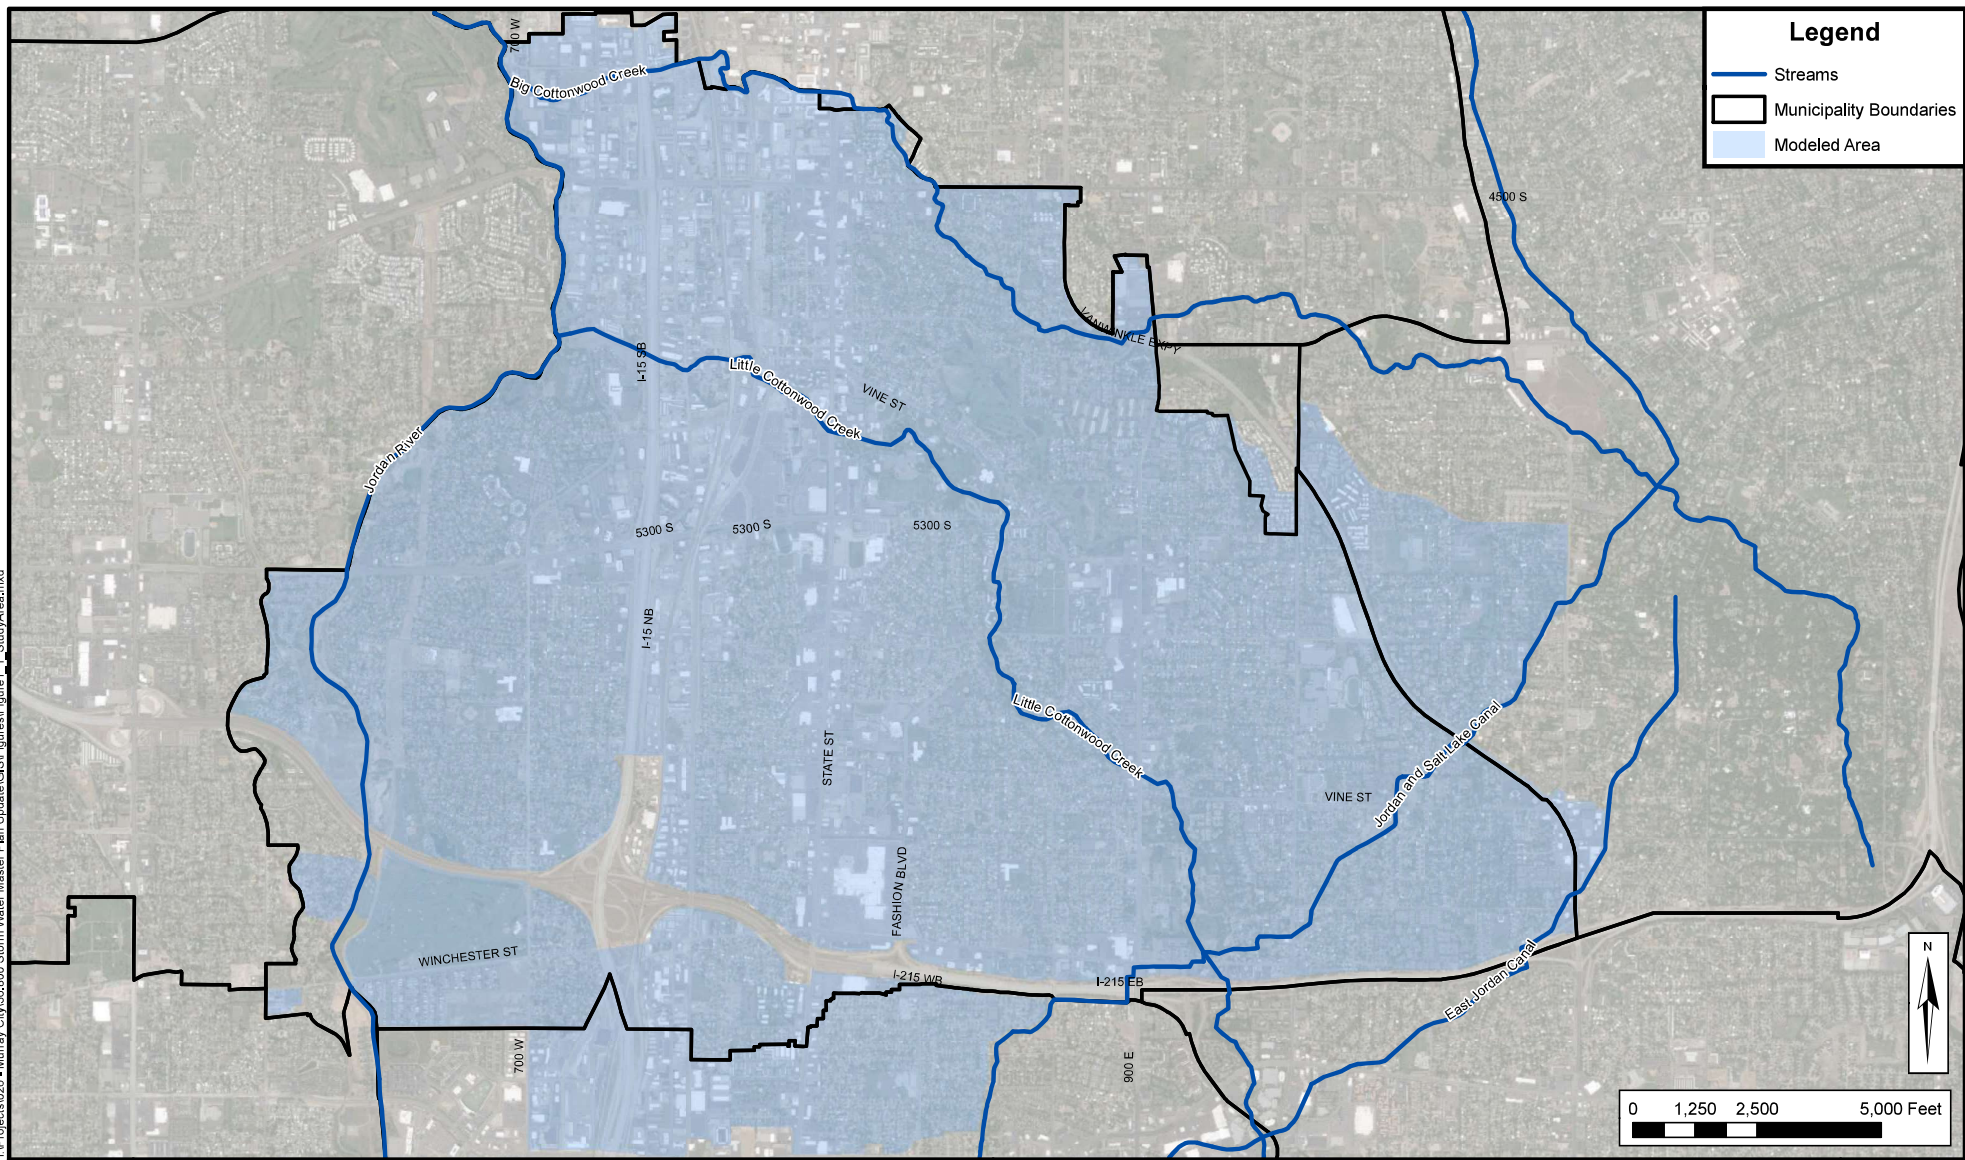 Legend
Streams
Municipality Boundaries
Modeled Area
700 W
Big Cottonwood Creek
4500 S
VANWINKLE EXPY
I-15 SB
Little Cottonwood Creek
VINE ST
Jordan River
5300 S
5300 S
5300 S
I-15 NB
Little Cottonwood Creek
STATE ST
Jordan and Salt Lake Canal
VINE ST
FASHION BLVD
WINCHESTER ST
I-215 WB
I-215 EB
East Jordan Canal
N
700 W
900 E
0 1,250 2,500 5,000 Feet